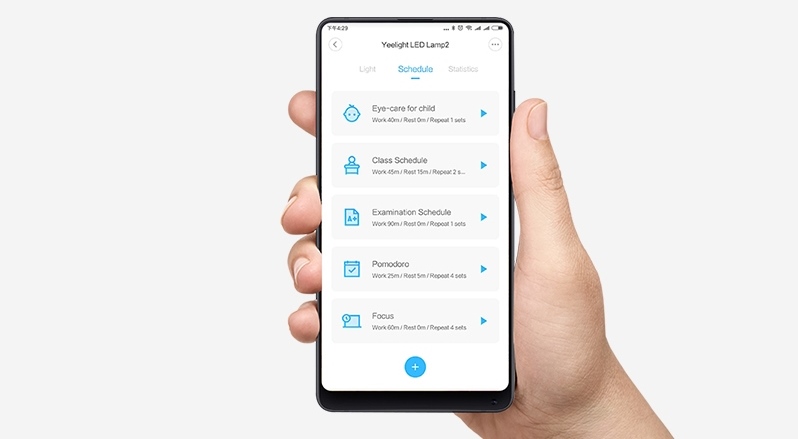 下午4:29
Yeelight LED Lamp2
Light Schedule Statistics
Eye-care for child
Work 40m / Rest 0m / Repeat 1 sets
Class Schedule
Work 45m / Rest 15m / Repeat 2 s...
A+
Examination Schedule
Work 90m / Rest 0m / Repeat 1 sets
Pomodoro
Work 25m / Rest 5m / Repeat 4 sets
Focus
Work 60m / Rest 0m / Repeat 4 sets